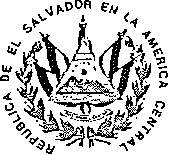 REPUBLICA DE EL SALVADOR EN LA AMERICA CENTRAL